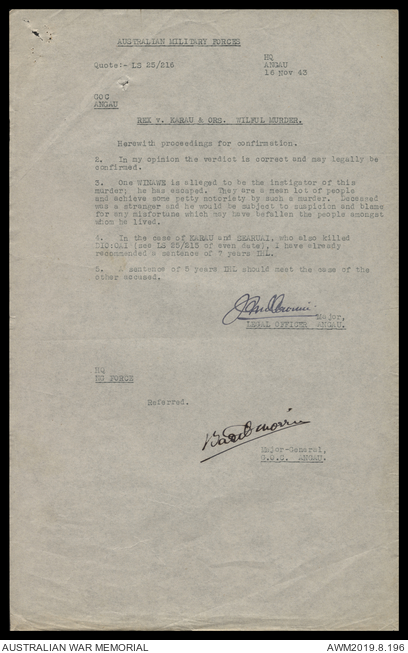 AUSTRALIAN MILITARY FORCES
HQ
Quote:- LS 25/216
ANGAU
16 Nov 43
GOC
ANGAU
REX v. KARAU & ORS. WILFUL MURDER.
Herewith proceedings for confirmation.
2. In my opinion the verdict is correct and may legally be
confirmed.
3. One WINAWE is alleged to be the instigator of this
murder; he has escaped. They are a mean lot of people
and achieve some petty notoriety by such a murder. Deceased
was a stranger and he would be subject to suspicion and blame
for any misfortune which may have befallen the people amongst
whom he lived.
4. In the case of KARAU and , who also killed
(see LS 25/215 of even date), I have already
recommended a sentence of 7 years IHL.
5. A sentence of 5 years IHL should meet the case of the
other accused.
Major,
LEGAL OFFICER ANGAU.
HQ
NG FORCE
Referred.
Major-General,
G.O.C. ANGAU.
AUSTRALIAN WAR MEMORIAL
AWM2019.8.196